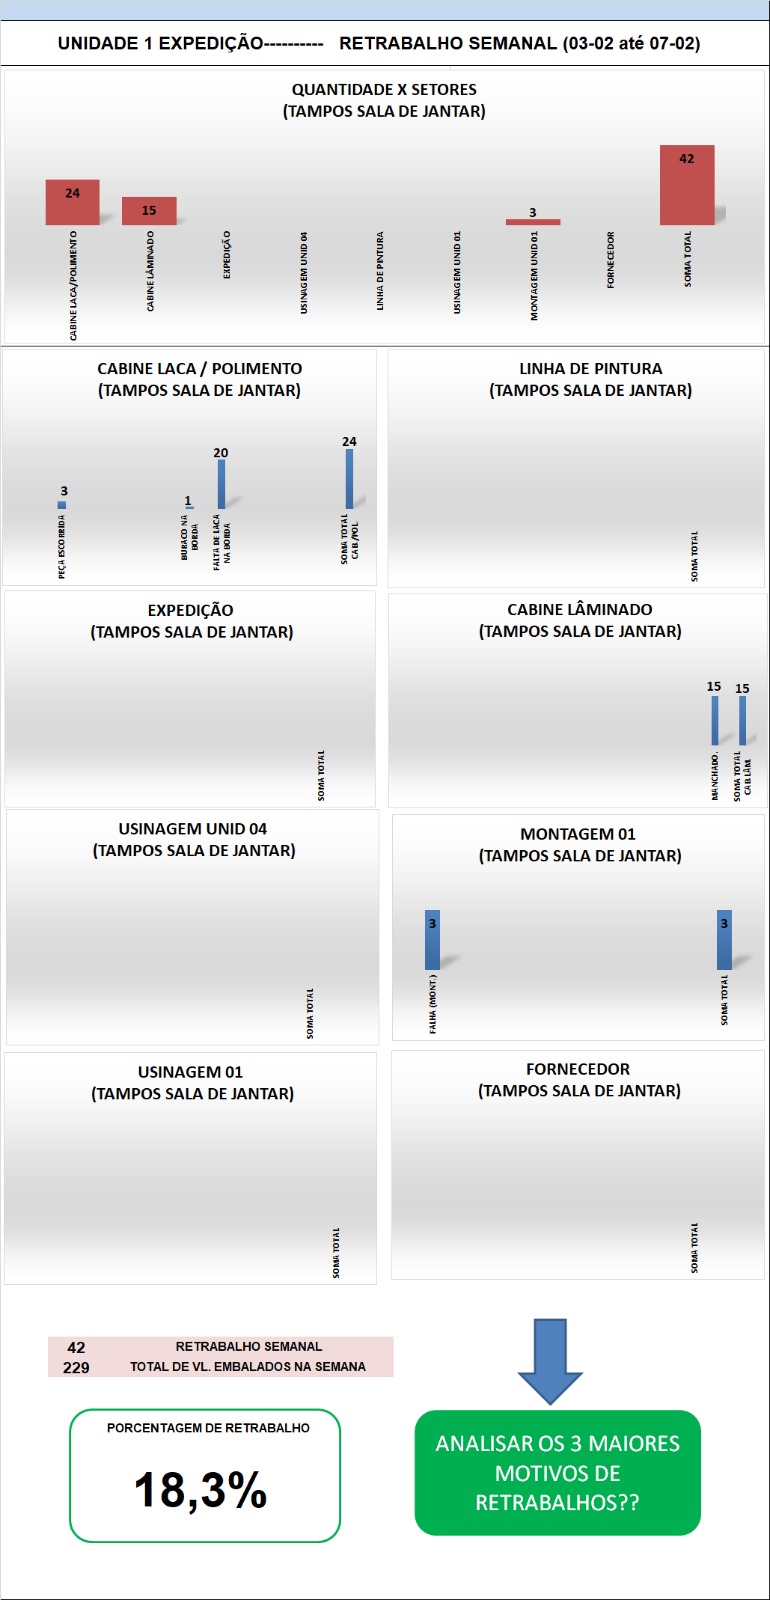 UNIDADE 1 EXPEDIÇÃO---------- RETRABALHO SEMANAL (03-02 até 07-02)
QUANTIDADE X SETORES
(TAMPOS SALA DE JANTAR)
24
15
3
42
CABINE LACA/POLIMENTO
CABINE LÂMINADO
EXPEDIÇÃO
USINAGEM UNID 04
LINHA DE PINTURA
USINAGEM UNID 01
MONTAGEM UNID 01
FORNECEDOR
SOMA TOTAL
CABINE LACA / POLIMENTO
(TAMPOS SALA DE JANTAR)
3
1
20
24
PEÇA ESCORRIDA
BURACO NA
BORDA
FALTA DE LACA
NA BORDA
SOMA TOTAL
CAB./POL.
LINHA DE PINTURA
(TAMPOS SALA DE JANTAR)
SOMA TOTAL
EXPEDIÇÃO
(TAMPOS SALA DE JANTAR)
SOMA TOTAL
CABINE LÂMINADO
(TAMPOS SALA DE JANTAR)
15
15
MANCHADO.
SOMA TOTAL
CAB LÂM.
USINAGEM UNID 04
(TAMPOS SALA DE JANTAR)
SOMA TOTAL
MONTAGEM 01
(TAMPOS SALA DE JANTAR)
3
3
FALHA (MONT.)
SOMA TOTAL
USINAGEM 01
(TAMPOS SALA DE JANTAR)
SOMA TOTAL
FORNECEDOR
(TAMPOS SALA DE JANTAR)
SOMA TOTAL
42 RETRABALHO SEMANAL
229 TOTAL DE VL. EMBALADOS NA SEMANA
PORCENTAGEM DE RETRABALHO
18,3%
ANALISAR OS 3 MAIORES
MOTIVOS DE
RETRABALHOS??